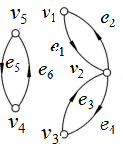 v₅ v₁ e₂
e₁
e₅ e₆ v₂
e₃
v₄ v₃ e₄